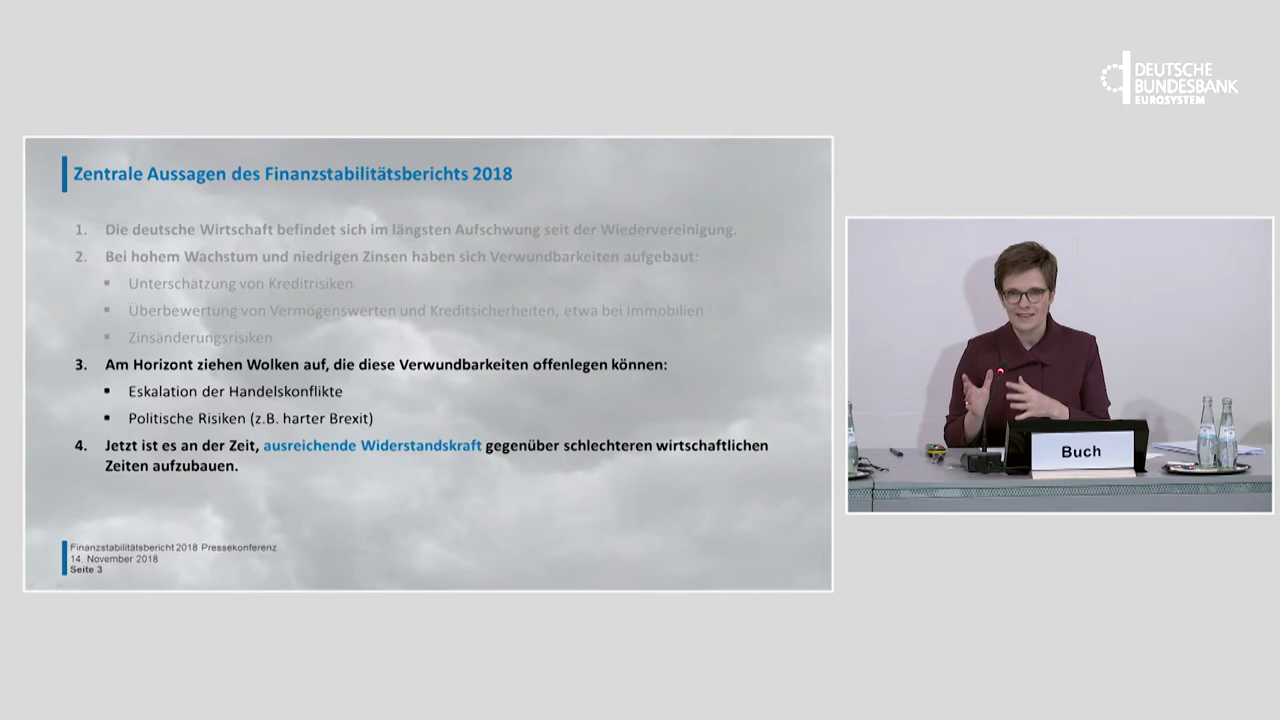 DEUTSCHE
BUNDESBANK
EUROSYSTEM
Zentrale Aussagen des Finanzstabilitätsberichts 2018
1. Die deutsche Wirtschaft befindet sich im längsten Aufschwung seit der Wiedervereinigung.
2. Bei hohem Wachstum und niedrigen Zinsen haben sich Verwundbarkeiten aufgebaut:
▪ Unterschätzung von Kreditrisiken
▪ Überbewertung von Vermögenswerten und Kreditsicherheiten, etwa bei Immobilien
▪ Zinsänderungsrisiken
3. Am Horizont ziehen Wolken auf, die diese Verwundbarkeiten offenlegen können:
▪ Eskalation der Handelskonflikte
▪ Politische Risiken (z.B. harter Brexit)
4. Jetzt ist es an der Zeit, ausreichende Widerstandskraft gegenüber schlechteren wirtschaftlichen
Zeiten aufzubauen.
Finanzstabilitätsbericht 2018 Pressekonferenz
14. November 2018
Seite 3
Buch